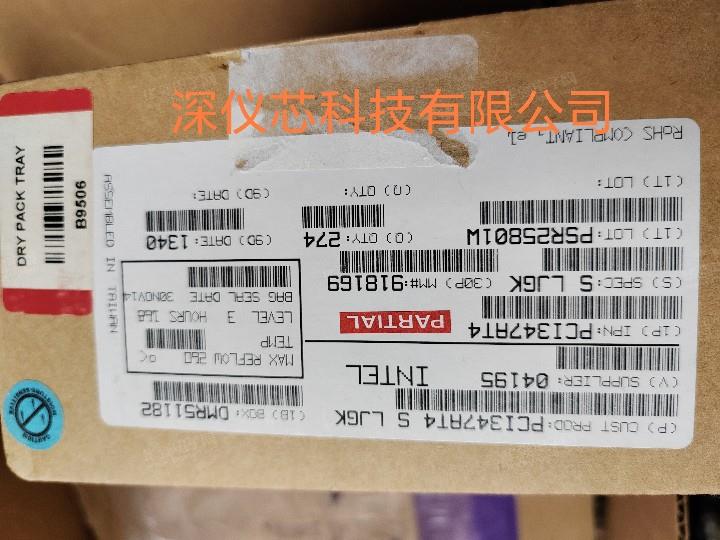 深仪芯科技有限公司
DRY PACK TRAY
B9506
(P) CUST PROD: PCI347AT4 S LJGK
(V) SUPPLIER: 04195
INTEL
(1P) IPN: PCI347AT4
PARTIAL
(S) SPEC: S LJGK
(30P) MM#: 918169
(1T) LOT: PSR25801W
(Q) QTY: 274
(9D) DATE: 1340
(1T) LOT:
(Q) QTY:
(9D) DATE:
(1B) BOX: DMR51182
MAX REFLOW 260 °C
TEMP
LEVEL 3 HOURS 168
BAG SEAL DATE 30NOV14
ASSEMBLED IN TAIWAN
RoHS COMPLIANT, e1
CAUTION